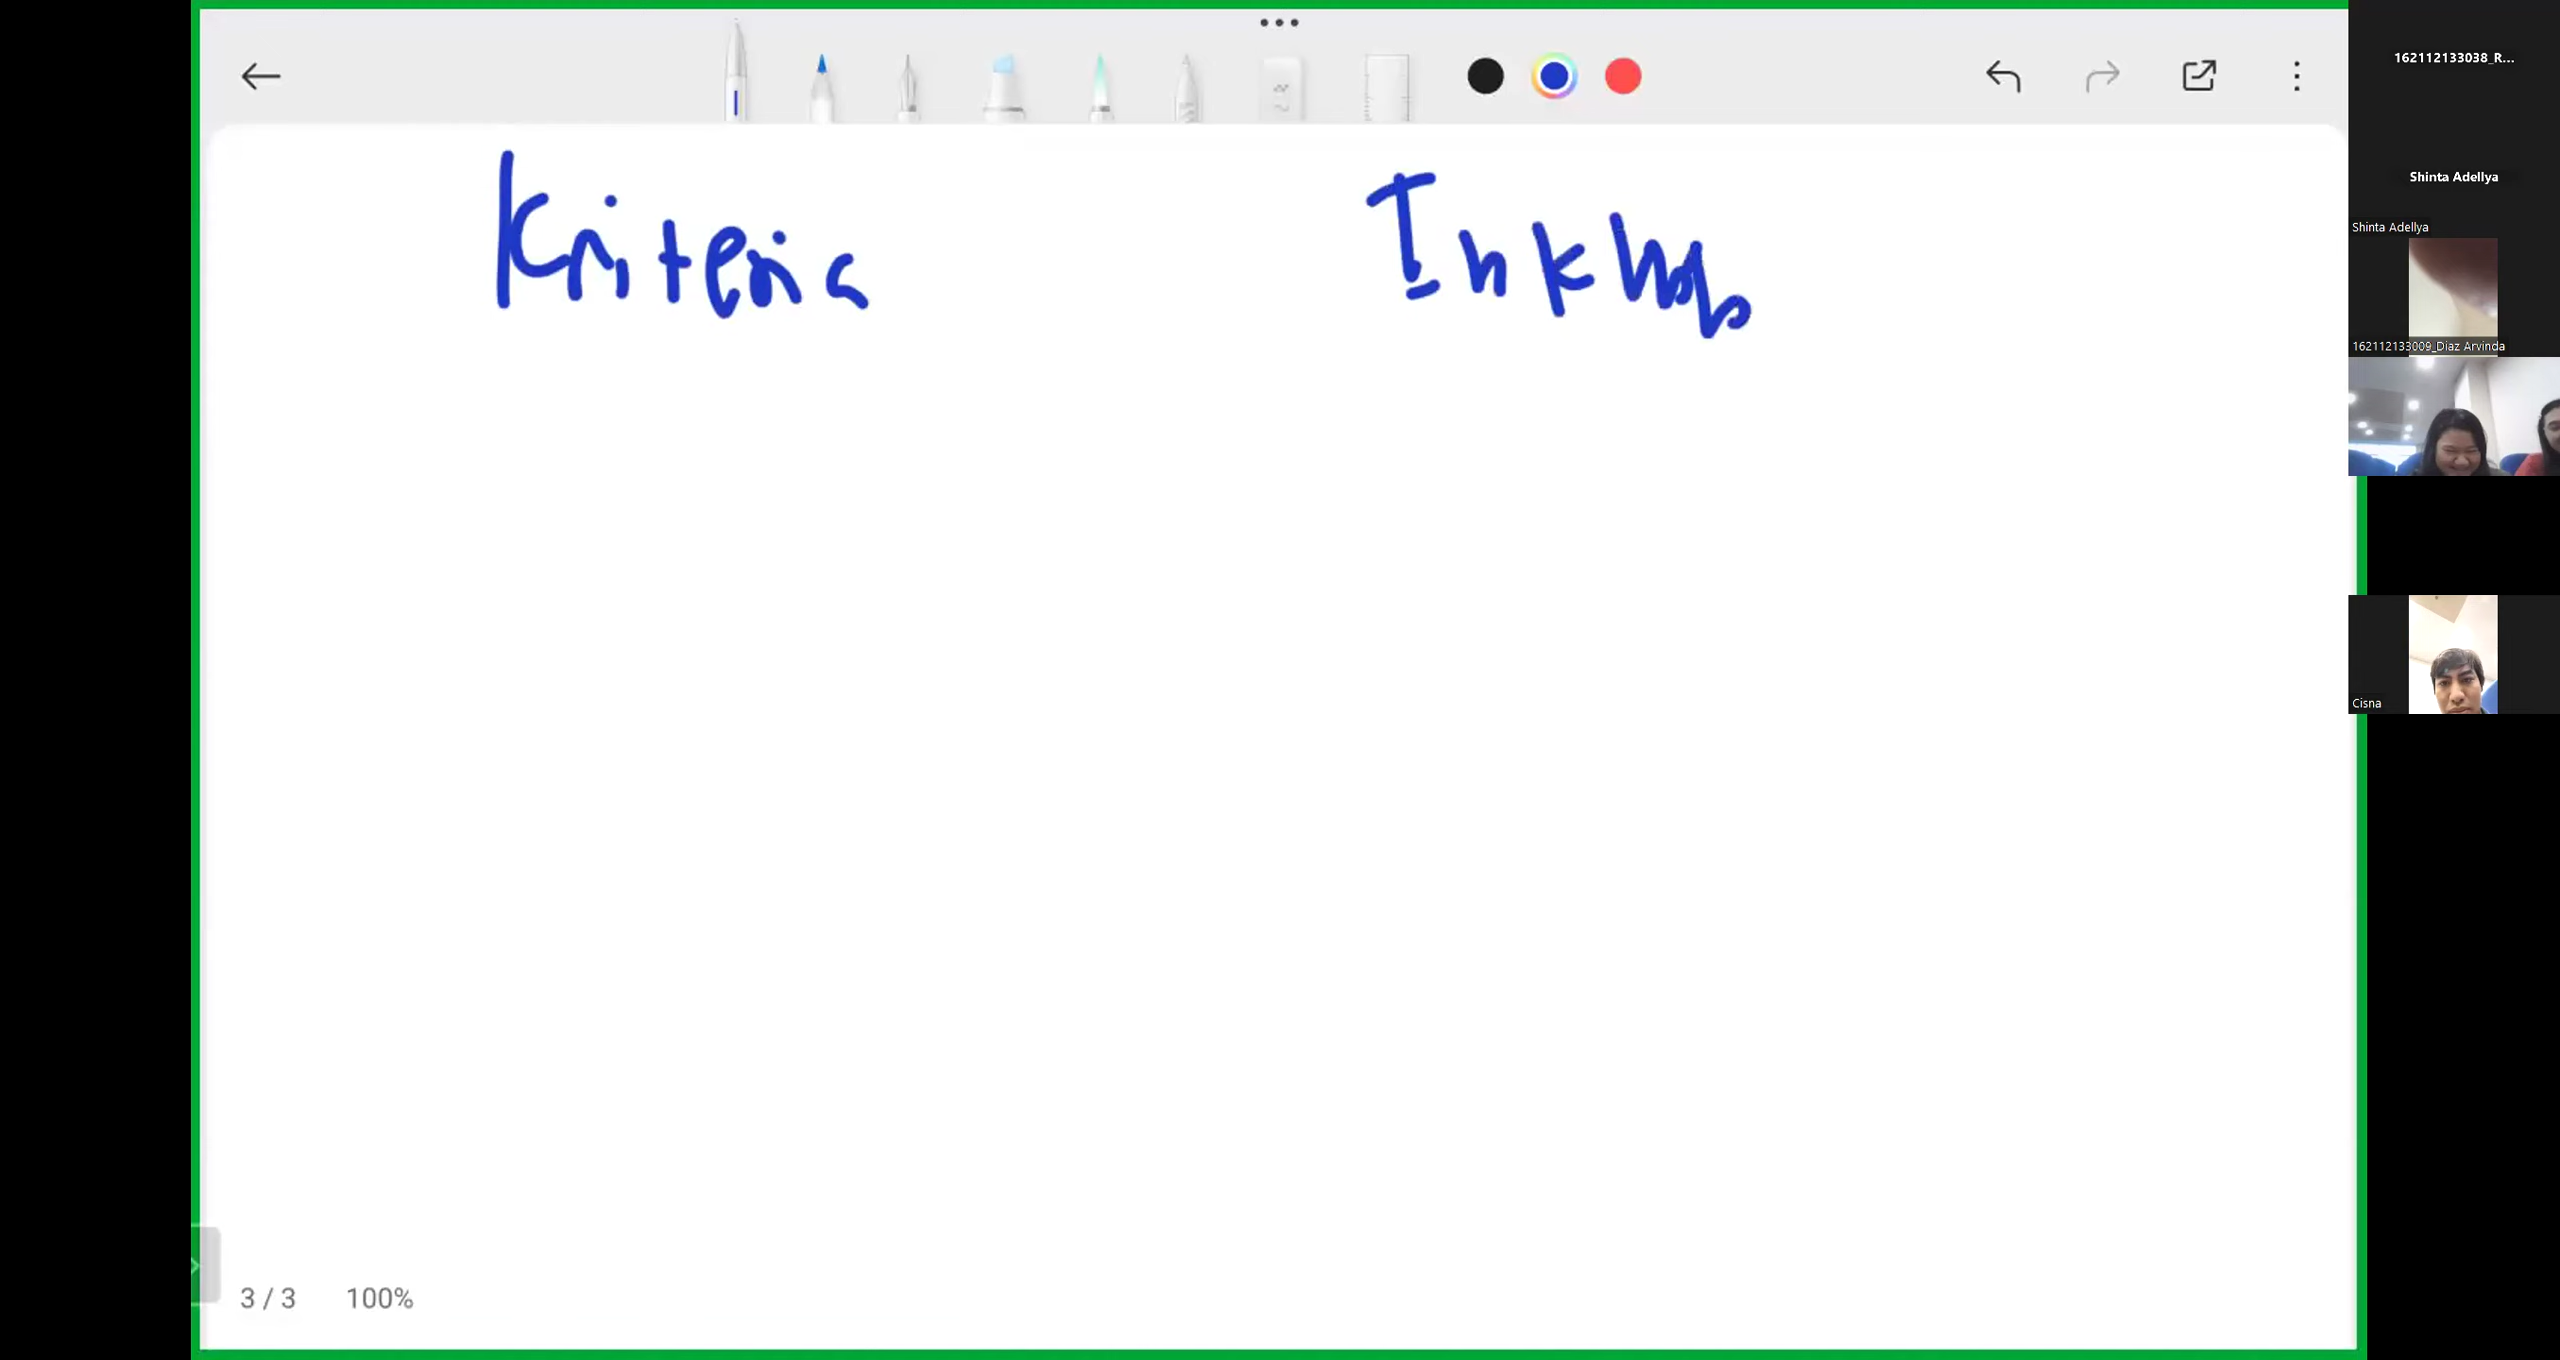 Kriteria
162112133038_R...
Shinta Adellya
Shinta Adellya
162112133009_Diaz Arvinda
Cisna
3 / 3 100%